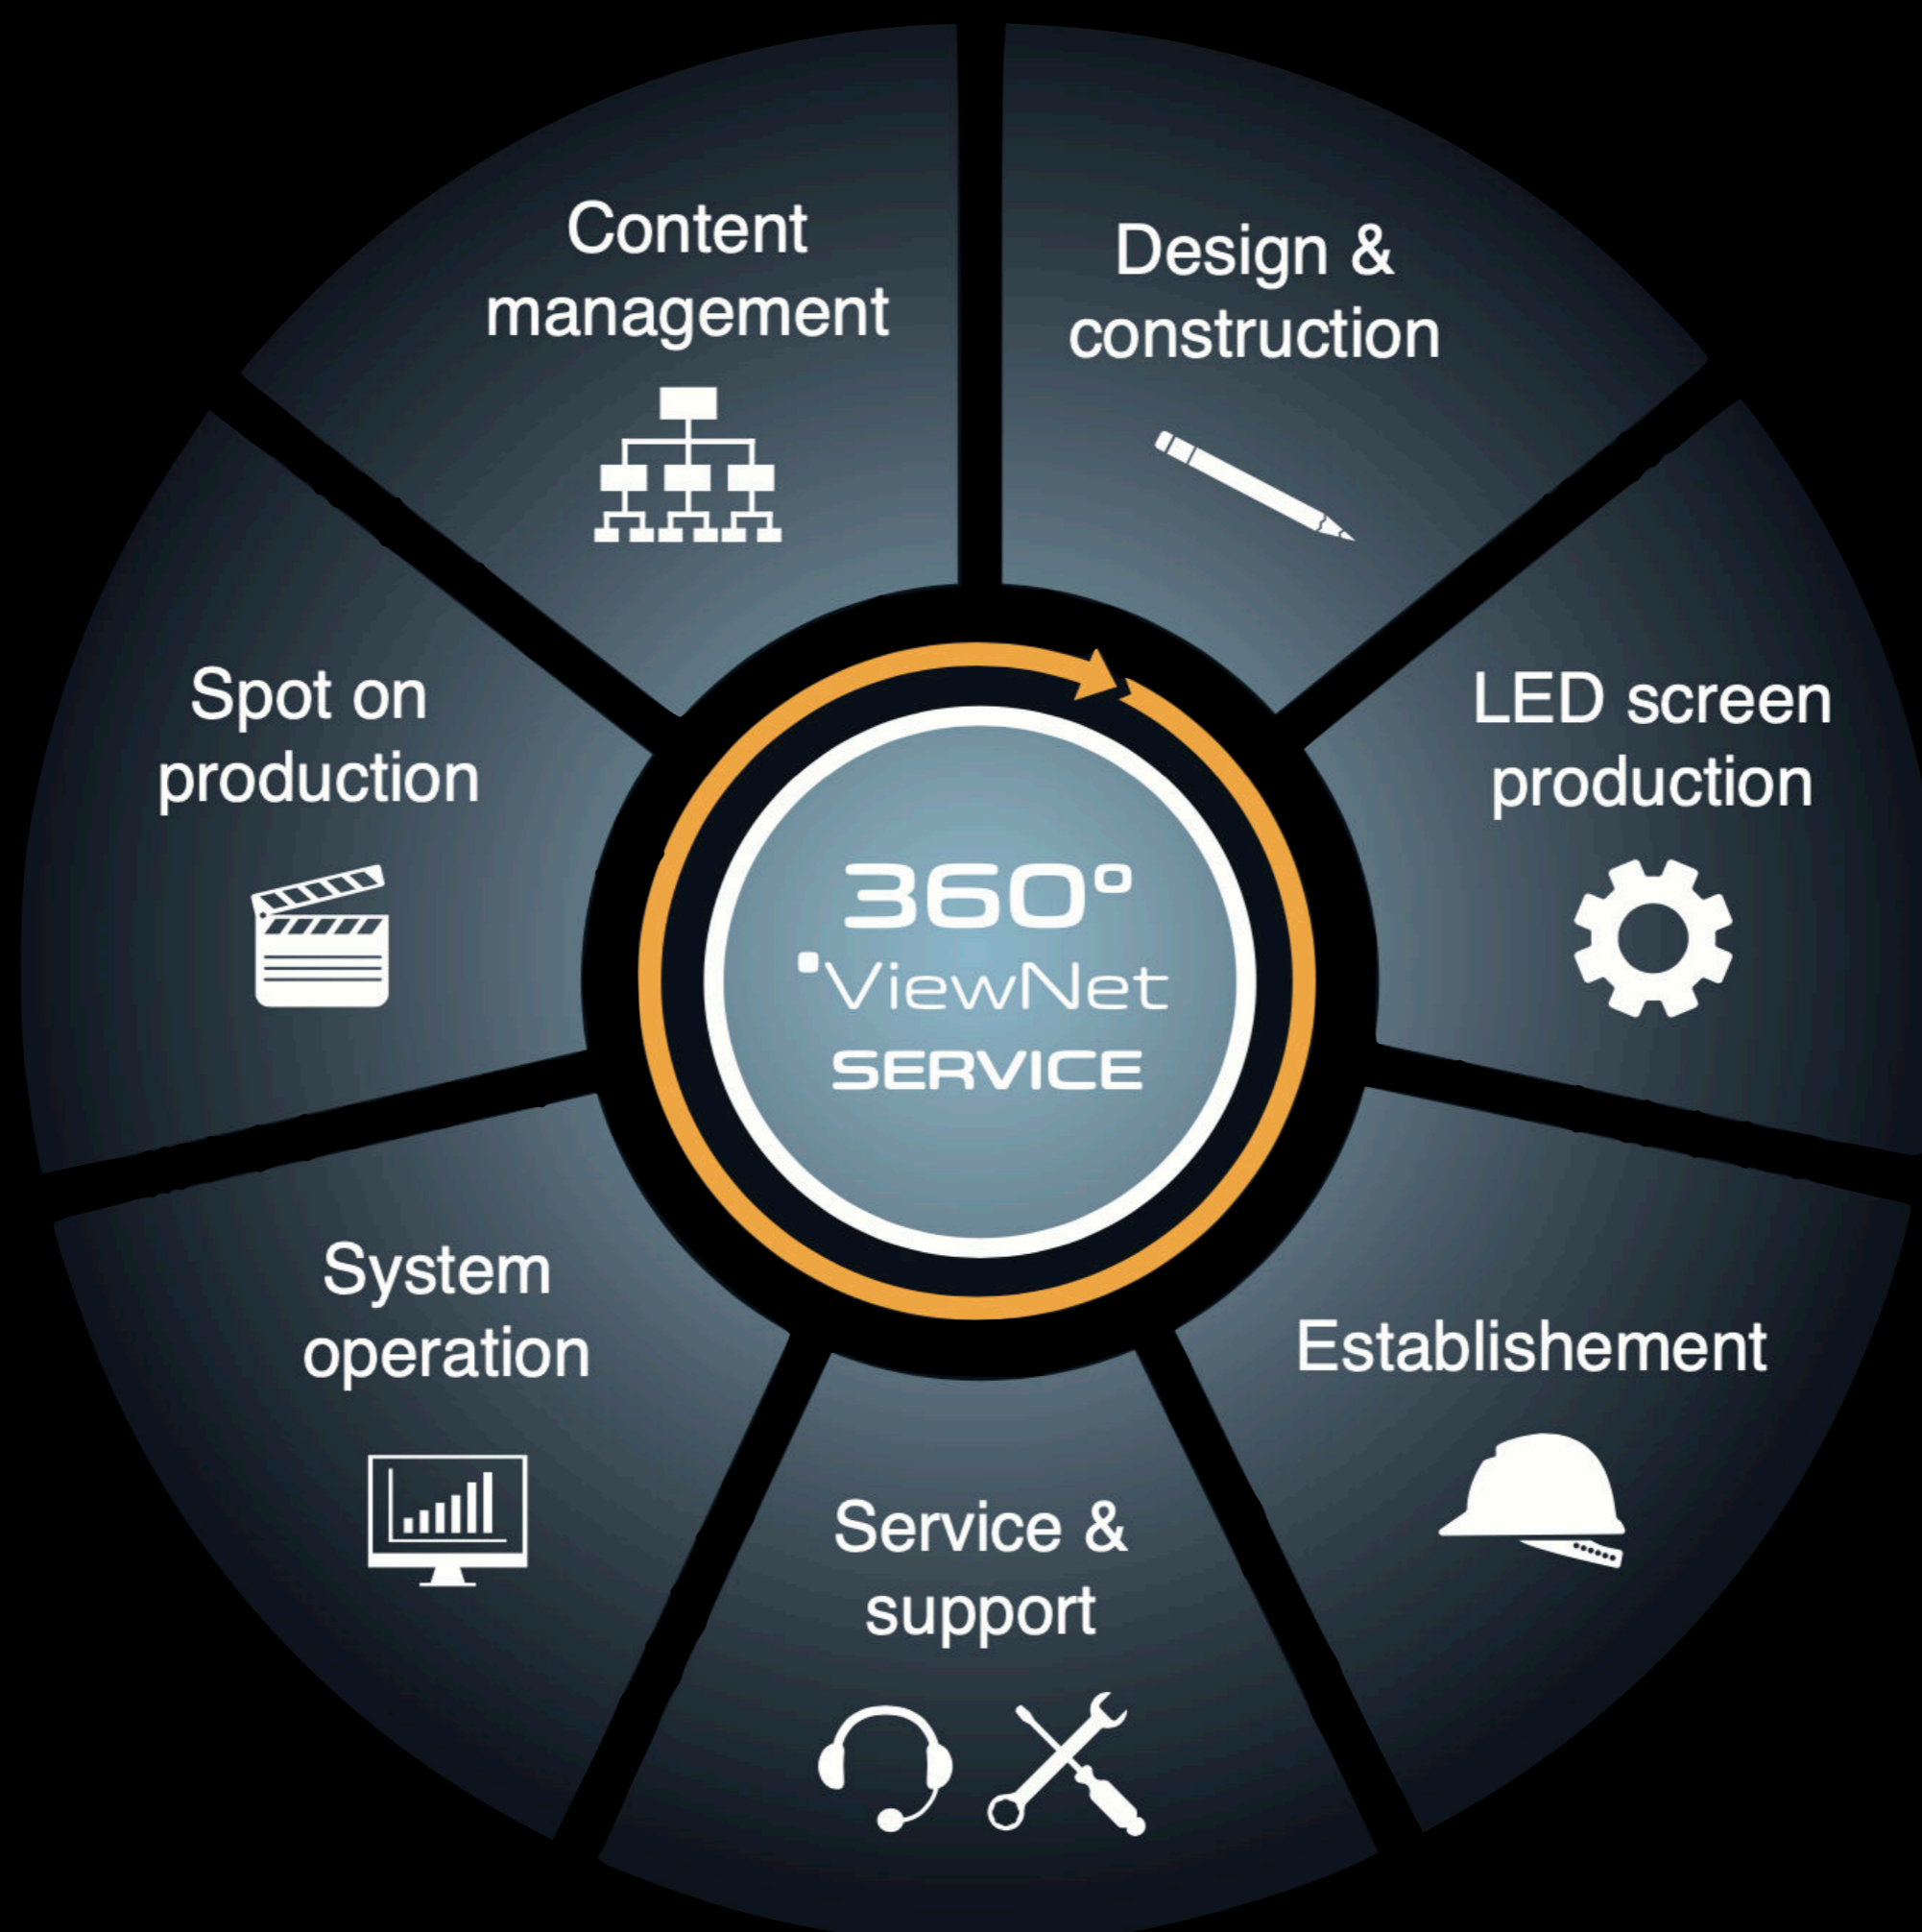 Content
management
Design &
construction
LED screen
production
Establishement
Service &
support
System
operation
Spot on
production
360°
ViewNet
SERVICE